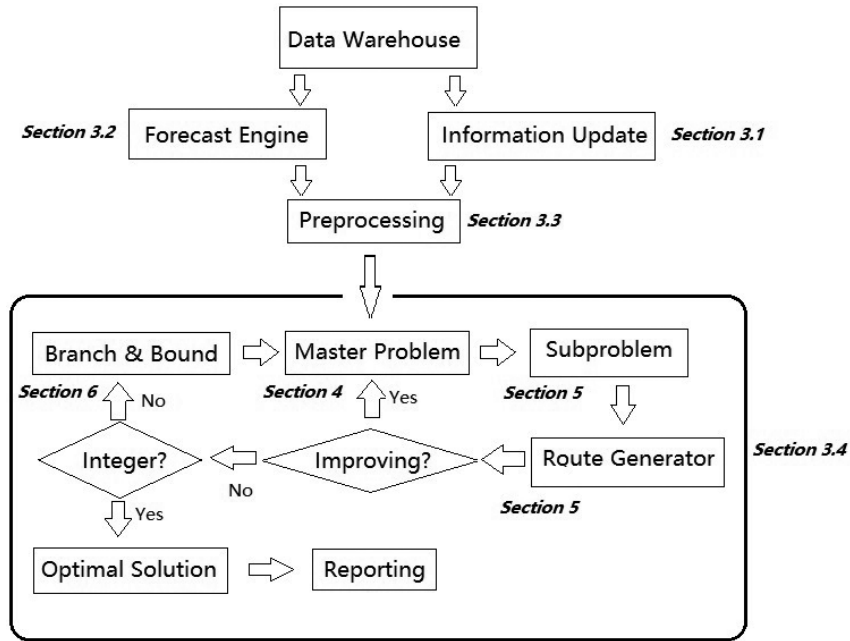 Data Warehouse
Section 3.2
Forecast Engine
Information Update
Section 3.1
Preprocessing
Section 3.3
Branch & Bound
Master Problem
Subproblem
Section 6
No
Section 4
Yes
Section 5
Integer?
No
Improving?
Route Generator
Section 3.4
Section 5
Yes
Optimal Solution
Reporting